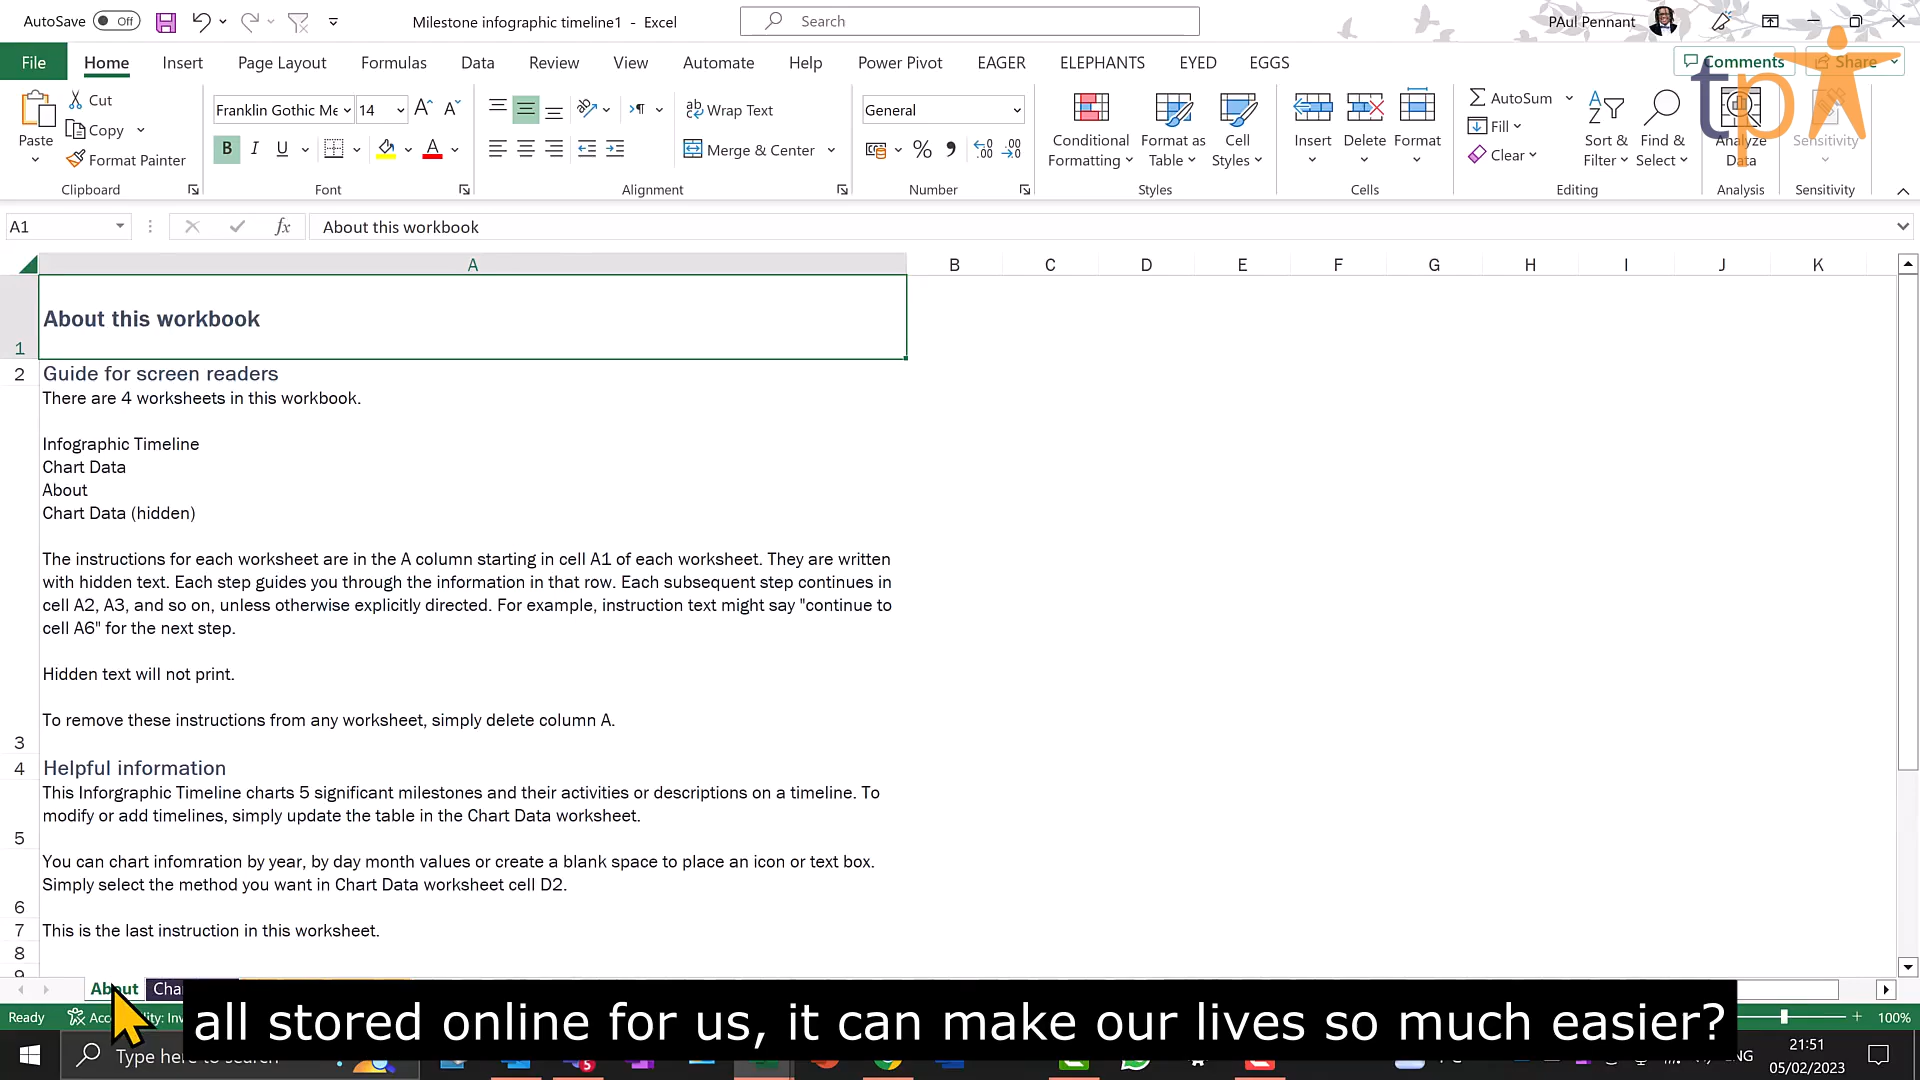 AutoSave Off
Milestone infographic timeline1 - Excel
Search
PAul Pennant
File Home Insert Page Layout Formulas Data Review View Automate Help Power Pivot EAGER ELEPHANTS EYED EGGS
Comments Share
tp
Paste
Cut
Copy
Format Painter
Clipboard
Franklin Gothic Me 14
B I U
Font
Wrap Text
Merge & Center
Alignment
General
Number
Conditional Formatting
Format as Table
Cell Styles
Styles
Insert Delete Format
Cells
AutoSum
Fill
Clear
Sort & Filter
Find & Select
Editing
Analyze Data
Analysis
Sensitivity
Sensitivity
A1
fx
About this workbook
A B C D E F G H I J K
1 About this workbook
2 Guide for screen readers
There are 4 worksheets in this workbook.
Infographic Timeline
Chart Data
About
Chart Data (hidden)
The instructions for each worksheet are in the A column starting in cell A1 of each worksheet. They are written
with hidden text. Each step guides you through the information in that row. Each subsequent step continues in
cell A2, A3, and so on, unless otherwise explicitly directed. For example, instruction text might say "continue to
cell A6" for the next step.
Hidden text will not print.
To remove these instructions from any worksheet, simply delete column A.
3
4 Helpful information
This Inforgraphic Timeline charts 5 significant milestones and their activities or descriptions on a timeline. To
modify or add timelines, simply update the table in the Chart Data worksheet.
5
You can chart infomration by year, by day month values or create a blank space to place an icon or text box.
Simply select the method you want in Chart Data worksheet cell D2.
6
7 This is the last instruction in this worksheet.
8
9
About Cha
all stored online for us, it can make our lives so much easier?
Ready
100%
Type here to search
ENG
21:51
05/02/2023